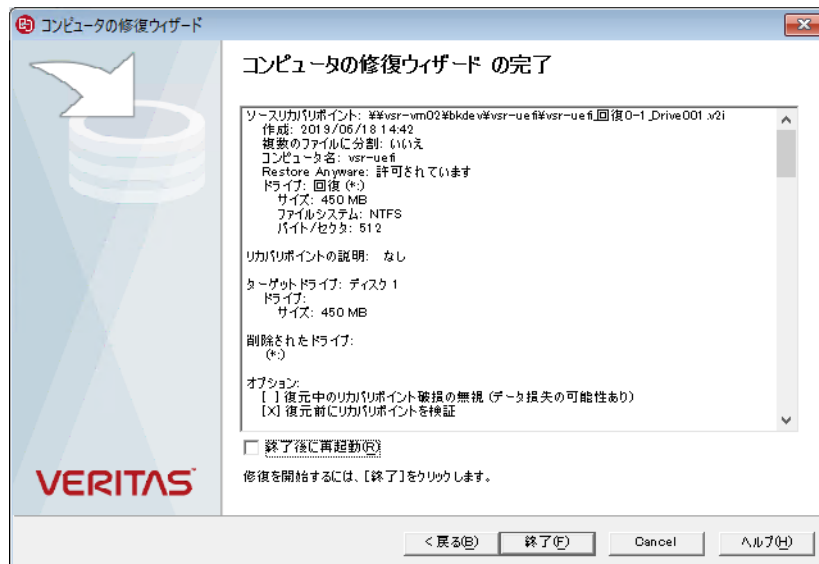 コンピュータの修復ウィザード
コンピュータの修復ウィザード の完了
ソースリカバリポイント: ¥¥vsr-vm02¥bkdev¥vsr-uefi¥vsr-uefi_回復0-1_Drive001.v2i
作成: 2019/06/18 14:42
複数のファイルに分割: いいえ
コンピュータ名: vsr-uefi
Restore Anyware: 許可されています
ドライブ: 回復 (*:)
サイズ: 450 MB
ファイルシステム: NTFS
バイト/セクタ: 512
リカバリポイントの説明: なし
ターゲットドライブ: ディスク 1
ドライブ:
サイズ: 450 MB
削除されたドライブ:
(*:)
オプション:
[ ] 復元中のリカバリポイント破損の無視 (データ損失の可能性あり)
[X] 復元前にリカバリポイントを検証
終了後に再起動(R)
修復を開始するには、[終了]をクリックします。
VERITAS™
< 戻る(B) 終了(F) Cancel ヘルプ(H)